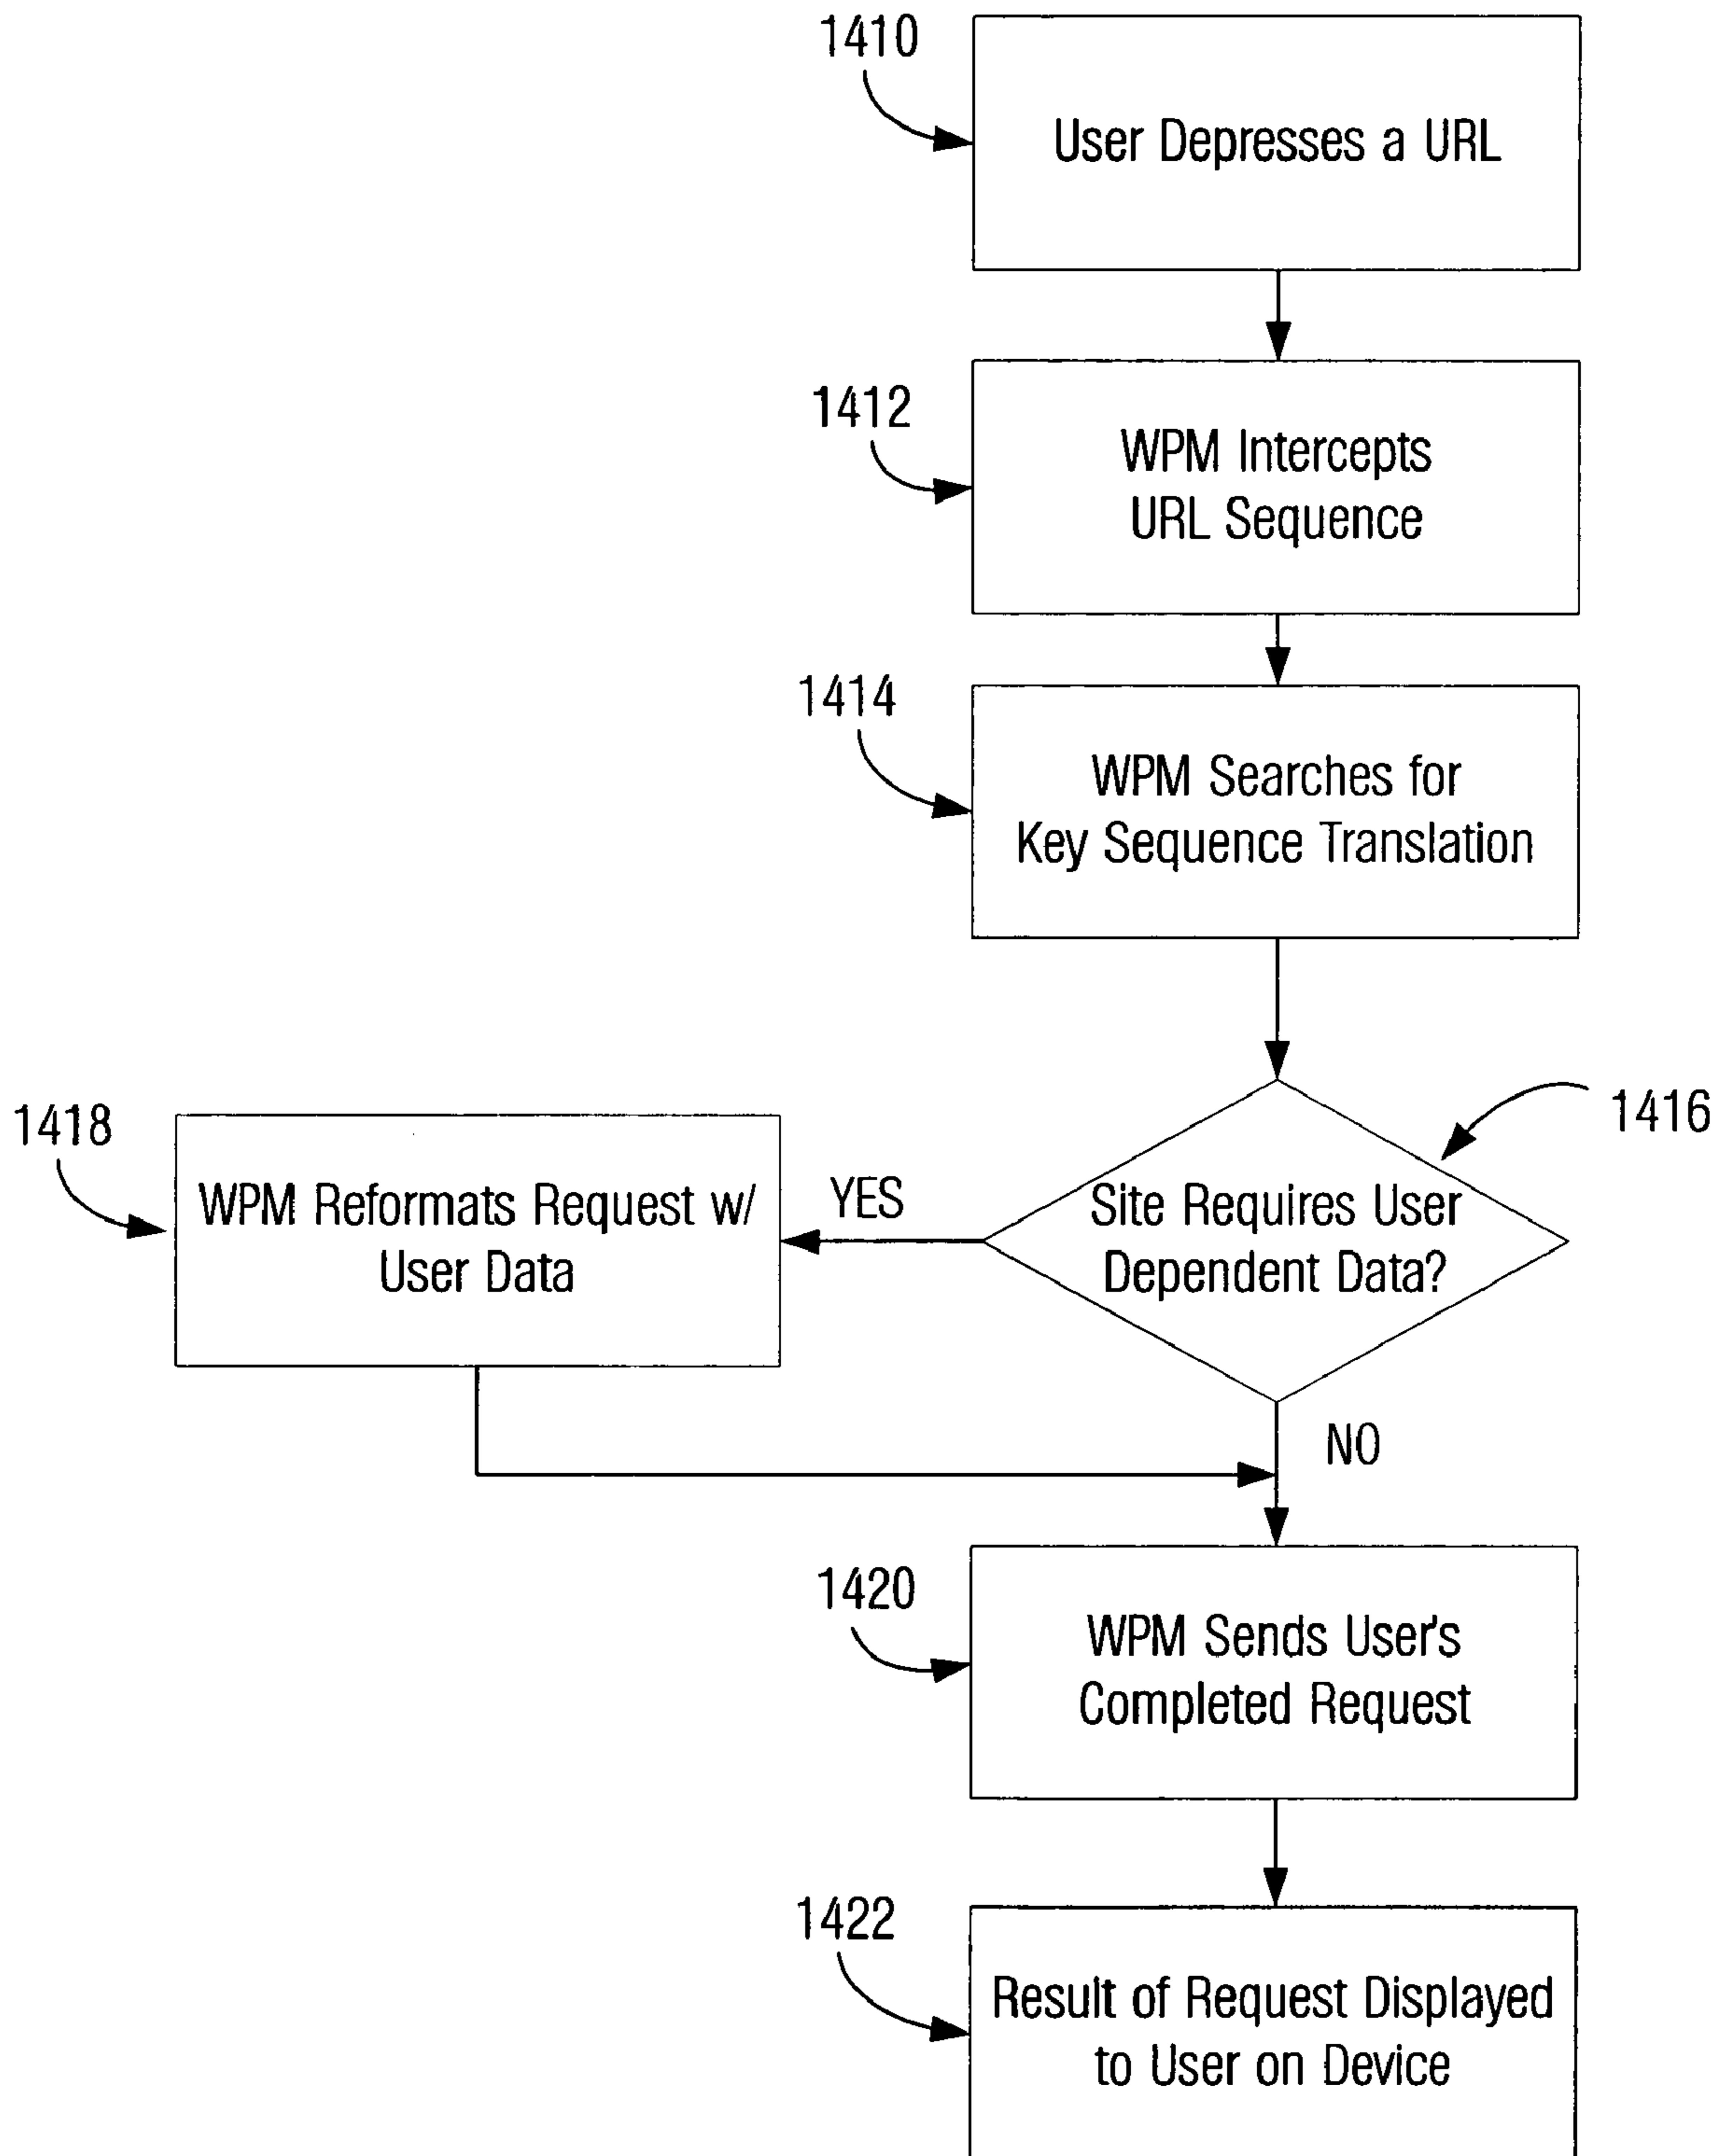 1410
User Depresses a URL
1412
WPM Intercepts
URL Sequence
1414
WPM Searches for
Key Sequence Translation
1416
Site Requires User
Dependent Data?
YES
1418
WPM Reformats Request w/
User Data
NO
1420
WPM Sends User's
Completed Request
1422
Result of Request Displayed
to User on Device